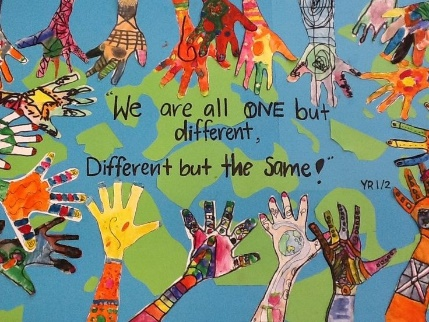 "We are all ONE but
different,
Different but the same!"
YR 1/2